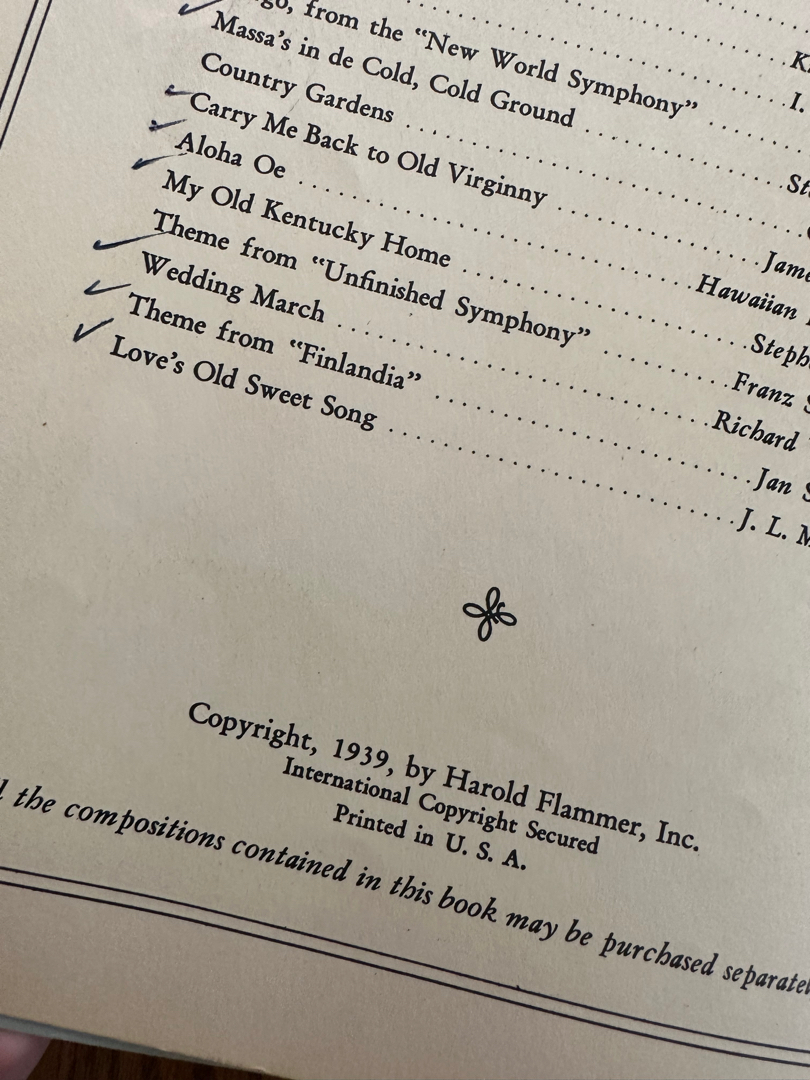 from the “New World Symphony” ..........
Massa’s in de Cold, Cold Ground ..........
Country Gardens ..........
Carry Me Back to Old Virginny ..........
Aloha Oe .......... Hawaiian
My Old Kentucky Home ..........
Theme from “Unfinished Symphony” .......... Franz
Wedding March .......... Richard
Theme from “Finlandia” .......... Jan
Love’s Old Sweet Song .......... J. L.
Copyright, 1939, by Harold Flammer, Inc.
International Copyright Secured
Printed in U. S. A.
the compositions contained in this book may be purchased